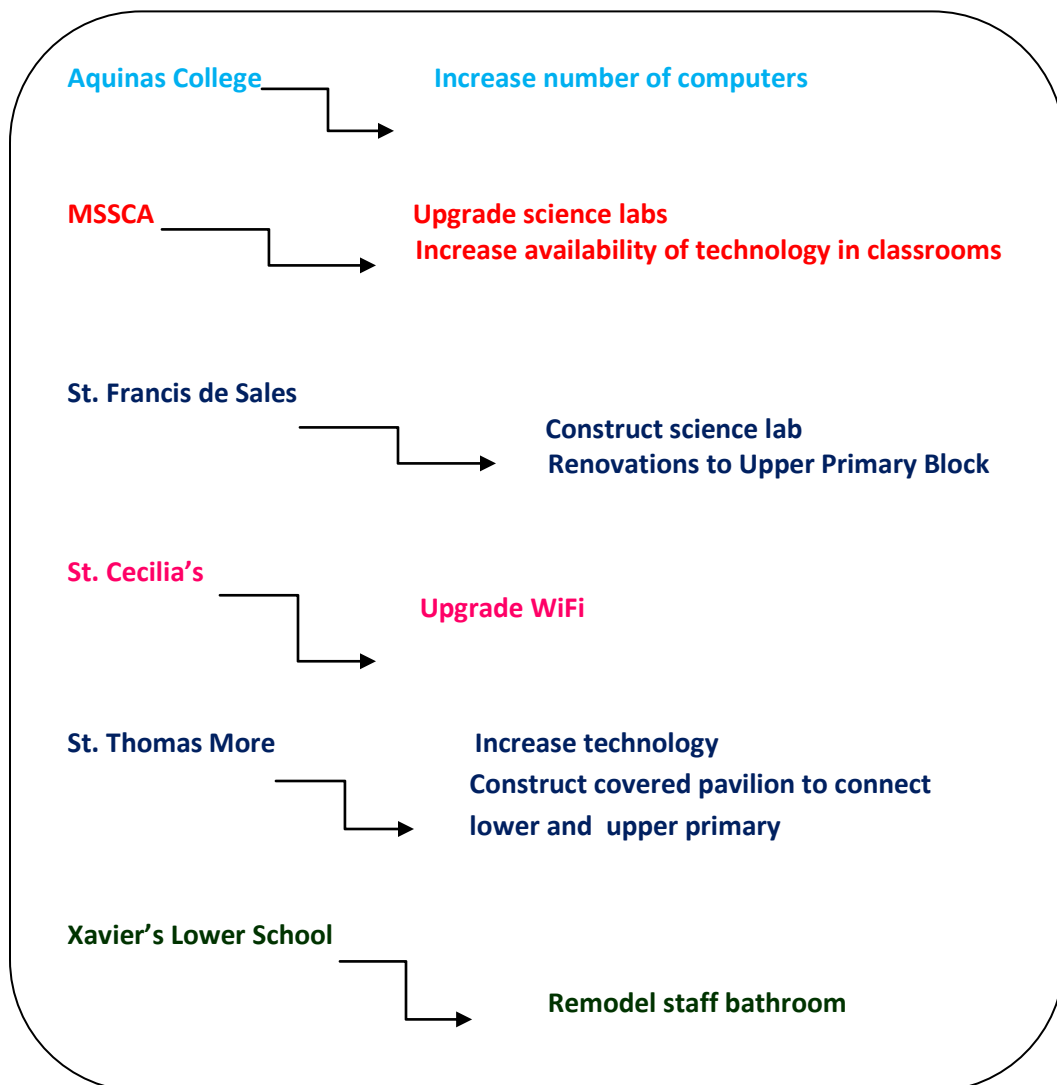 Aquinas College Increase number of computers
MSSCA Upgrade science labs
Increase availability of technology in classrooms
St. Francis de Sales
Construct science lab
Renovations to Upper Primary Block
St. Cecilia’s
Upgrade WiFi
St. Thomas More Increase technology
Construct covered pavilion to connect
lower and upper primary
Xavier’s Lower School
Remodel staff bathroom